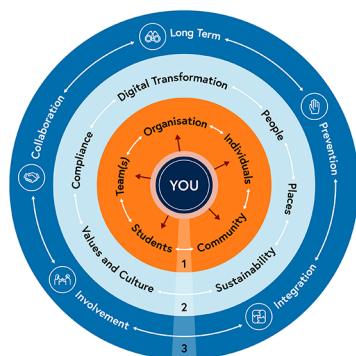 Long Term
Prevention
Integration
Involvement
Collaboration
Digital Transformation
People
Places
Sustainability
Values and Culture
Compliance
Organisation
Individuals
Community
Students
Team(s)
YOU
1
2
3